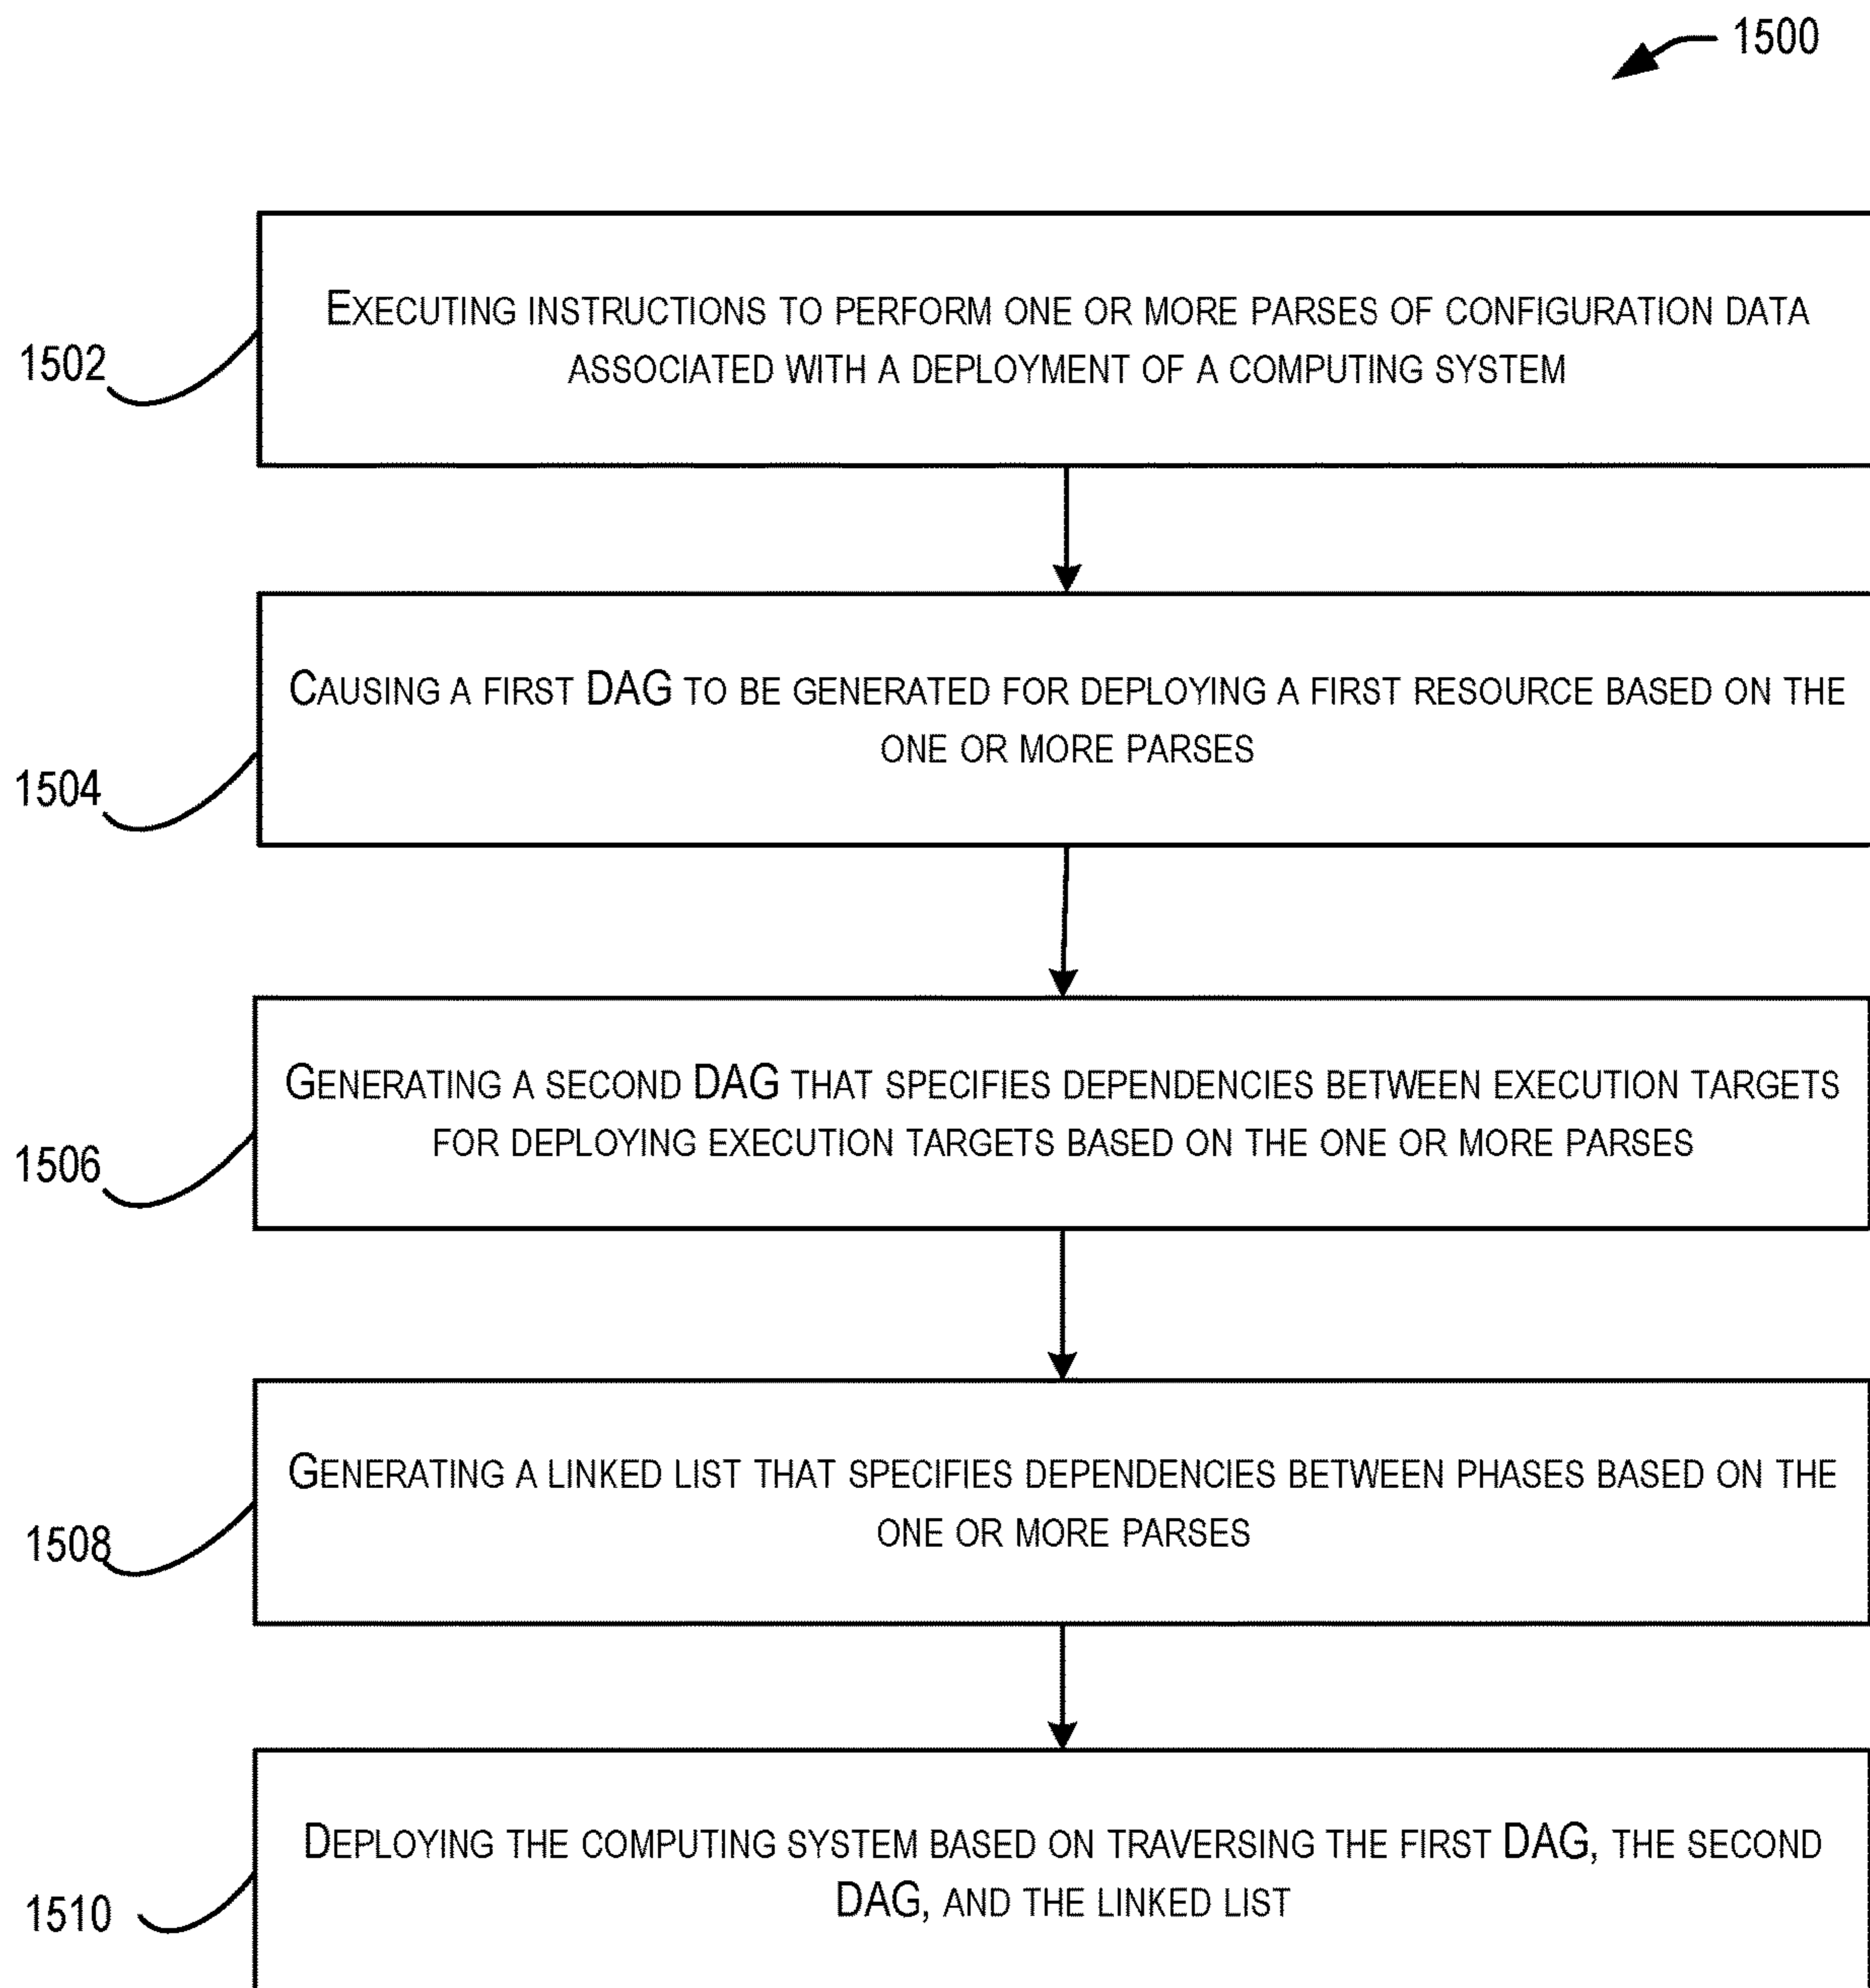 1500
EXECUTING INSTRUCTIONS TO PERFORM ONE OR MORE PARSES OF CONFIGURATION DATA
ASSOCIATED WITH A DEPLOYMENT OF A COMPUTING SYSTEM
1502
CAUSING A FIRST DAG TO BE GENERATED FOR DEPLOYING A FIRST RESOURCE BASED ON THE
ONE OR MORE PARSES
1504
GENERATING A SECOND DAG THAT SPECIFIES DEPENDENCIES BETWEEN EXECUTION TARGETS
FOR DEPLOYING EXECUTION TARGETS BASED ON THE ONE OR MORE PARSES
1506
GENERATING A LINKED LIST THAT SPECIFIES DEPENDENCIES BETWEEN PHASES BASED ON THE
ONE OR MORE PARSES
1508
DEPLOYING THE COMPUTING SYSTEM BASED ON TRAVERSING THE FIRST DAG, THE SECOND
DAG, AND THE LINKED LIST
1510